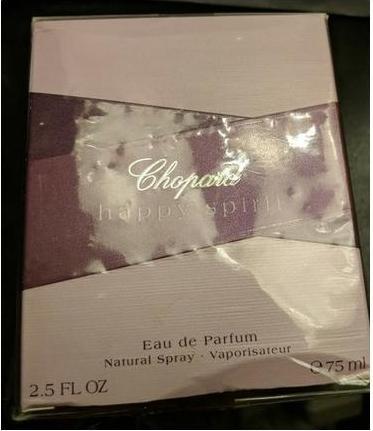 Chopard
happy spirit
Eau de Parfum
Natural Spray · Vaporisateur
2.5 FL OZ
℮ 75 ml